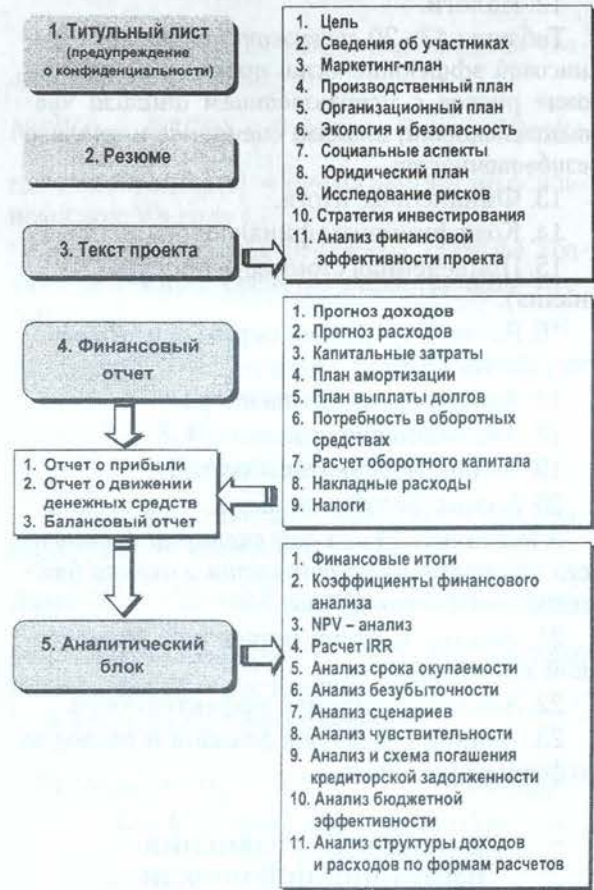 1. Титульный лист
(предупреждение
о конфиденциальности)
2. Резюме
3. Текст проекта
1. Цель
2. Сведения об участниках
3. Маркетинг-план
4. Производственный план
5. Организационный план
6. Экология и безопасность
7. Социальные аспекты
8. Юридический план
9. Исследование рисков
10. Стратегия инвестирования
11. Анализ финансовой
эффективности проекта
4. Финансовый
отчет
1. Прогноз доходов
2. Прогноз расходов
3. Капитальные затраты
4. План амортизации
5. План выплаты долгов
6. Потребность в оборотных
средствах
7. Расчет оборотного капитала
8. Накладные расходы
9. Налоги
1. Отчет о прибыли
2. Отчет о движении
денежных средств
3. Балансовый отчет
5. Аналитический
блок
1. Финансовые итоги
2. Коэффициенты финансового
анализа
3. NPV – анализ
4. Расчет IRR
5. Анализ срока окупаемости
6. Анализ безубыточности
7. Анализ сценариев
8. Анализ чувствительности
9. Анализ и схема погашения
кредиторской задолженности
10. Анализ бюджетной
эффективности
11. Анализ структуры доходов
и расходов по формам расчетов